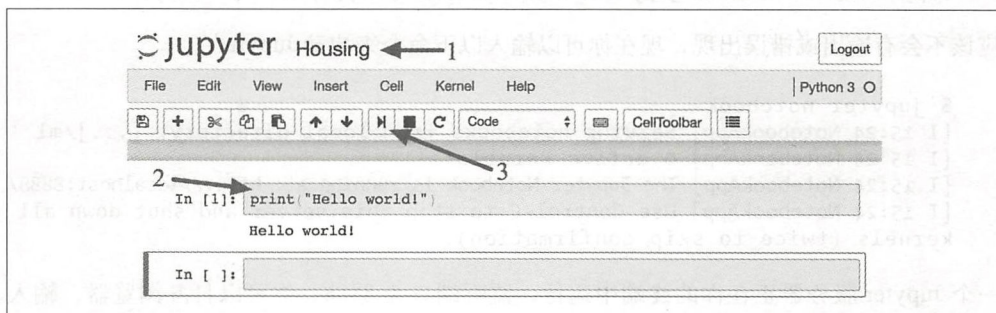 jupyter Housing 1 Logout
File Edit View Insert Cell Kernel Help Python 3
Code CellToolbar
3
2
In [1]: print("Hello world!")
Hello world!
In [ ]: